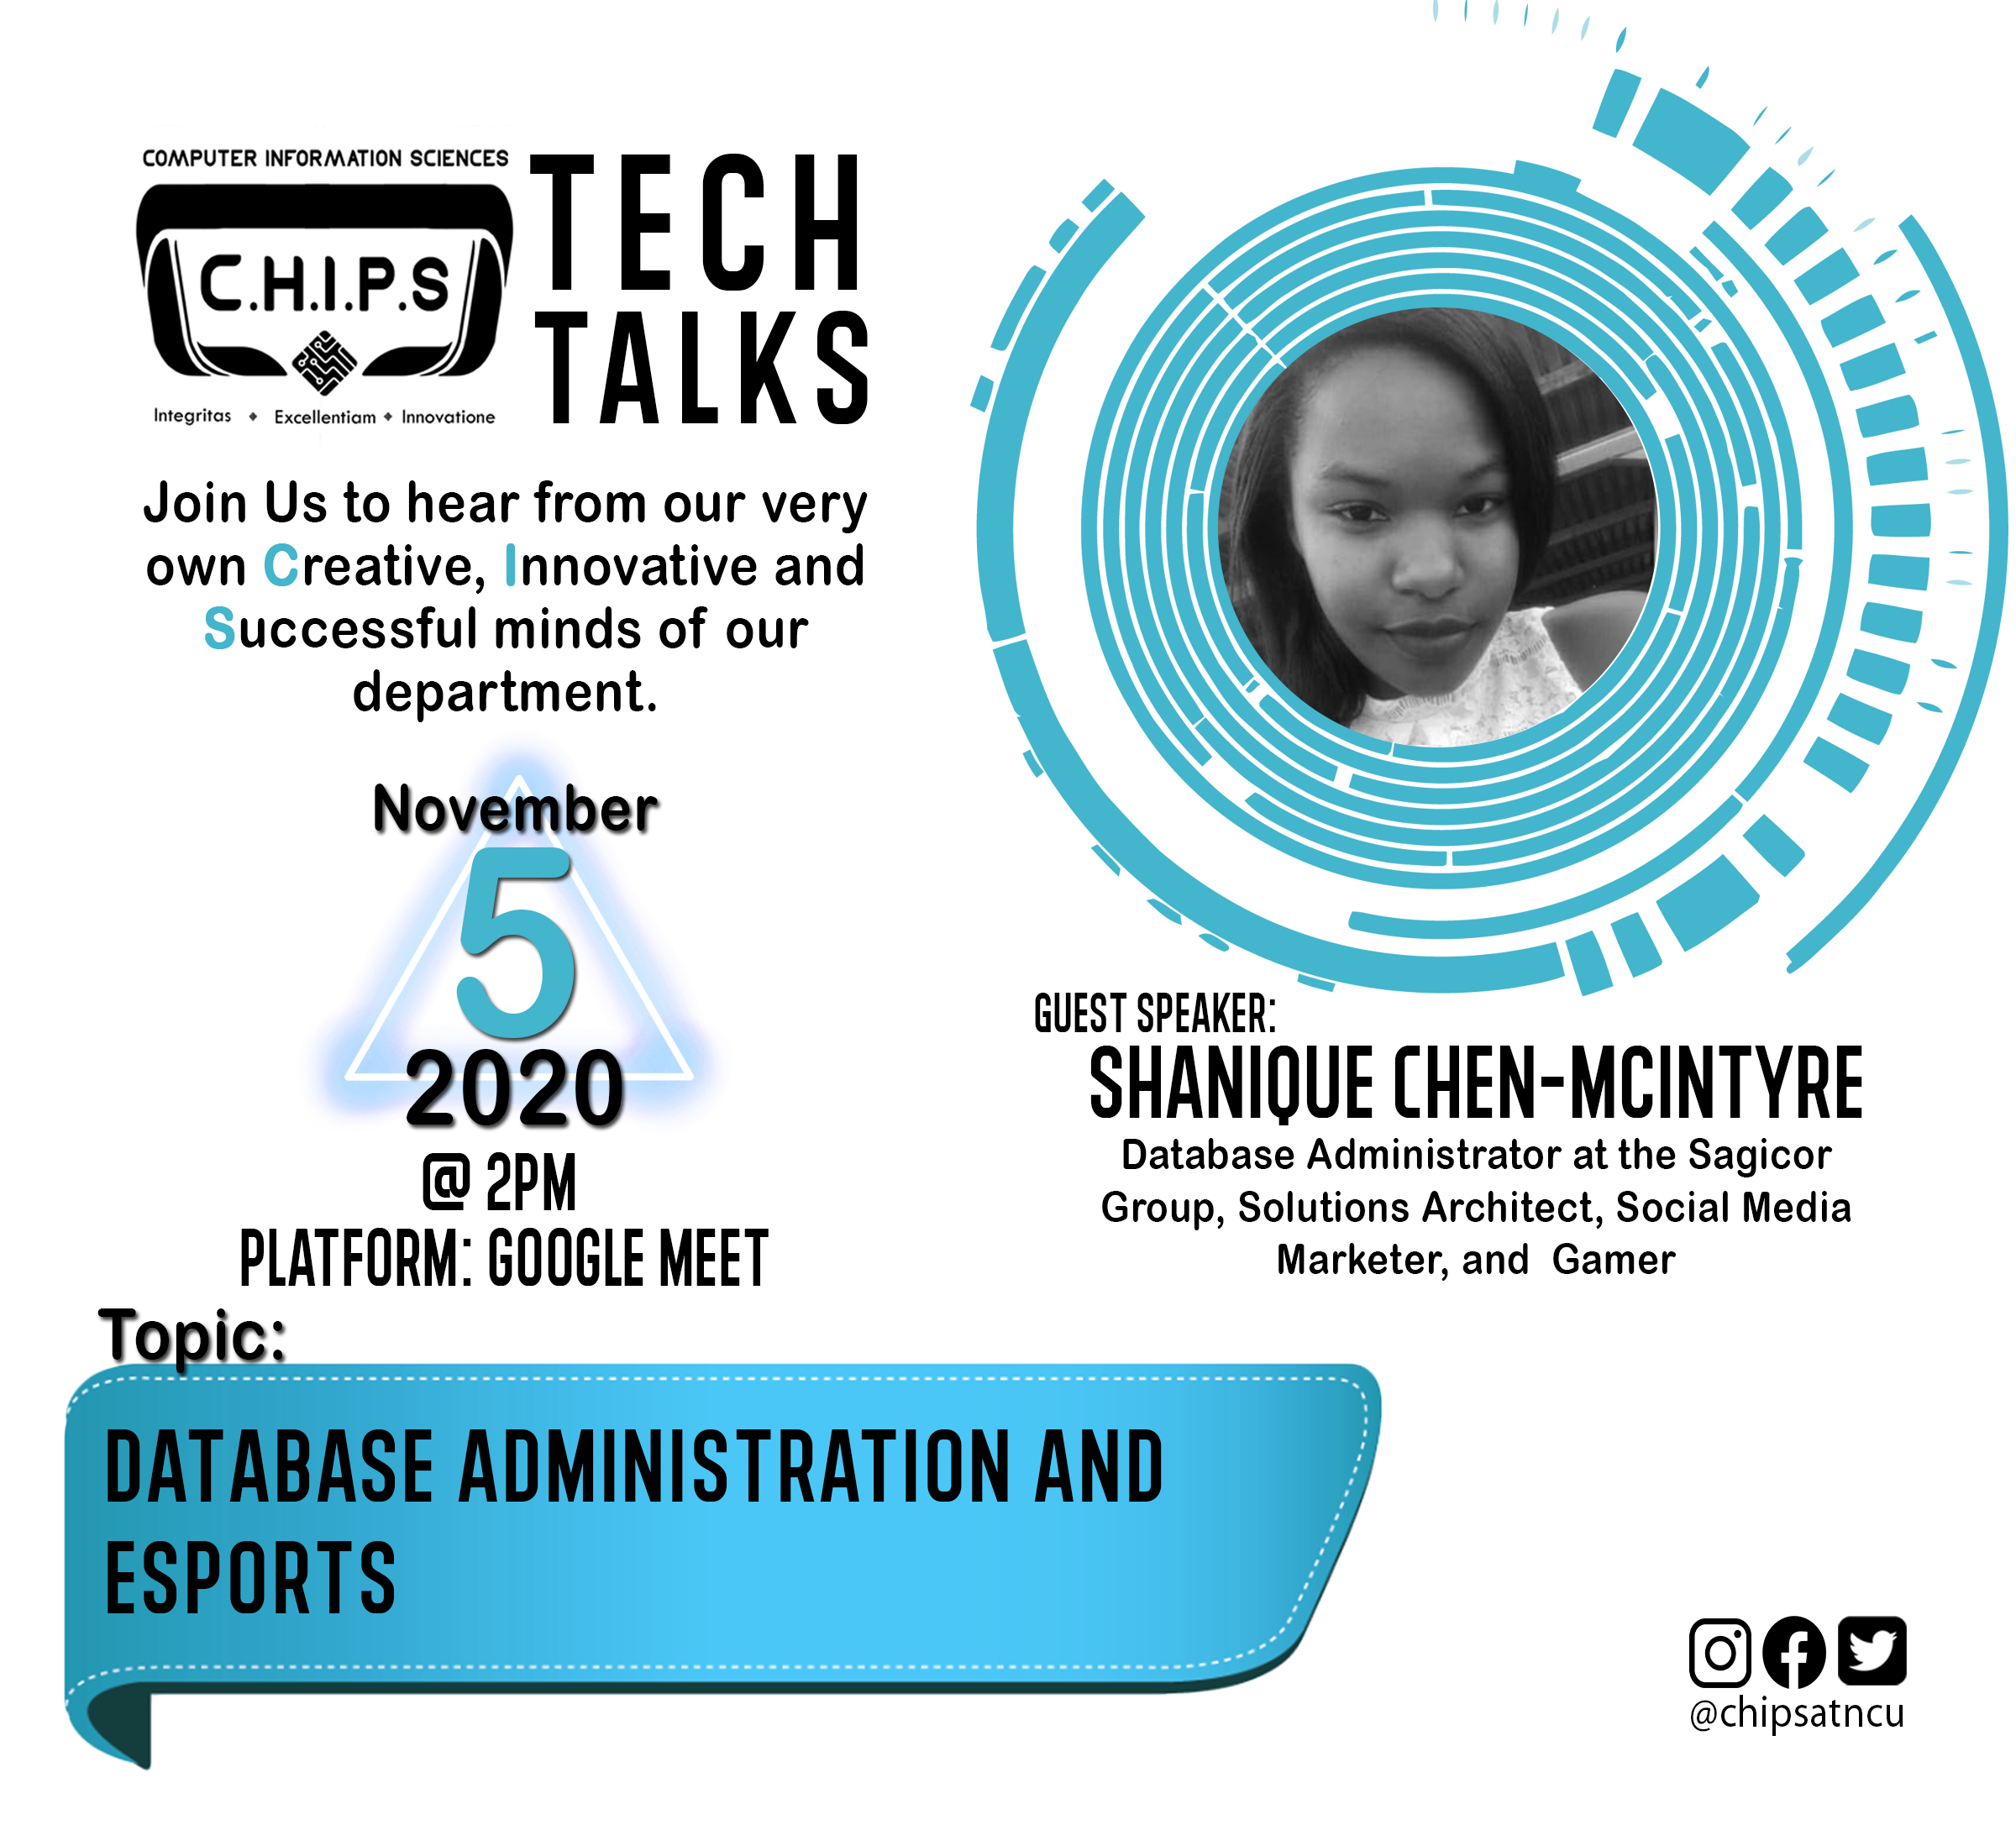 COMPUTER INFORMATION SCIENCES
C.H.I.P.S
Integritas ◆ Excellentiam ◆ Innovatione
TECH
TALKS
Join Us to hear from our very
own Creative, Innovative and
Successful minds of our
department.
November
5
2020
@ 2PM
PLATFORM: GOOGLE MEET
GUEST SPEAKER:
SHANIQUE CHEN-MCINTYRE
Database Administrator at the Sagicor
Group, Solutions Architect, Social Media
Marketer, and Gamer
Topic:
DATABASE ADMINISTRATION AND
ESPORTS
@chipsatncu